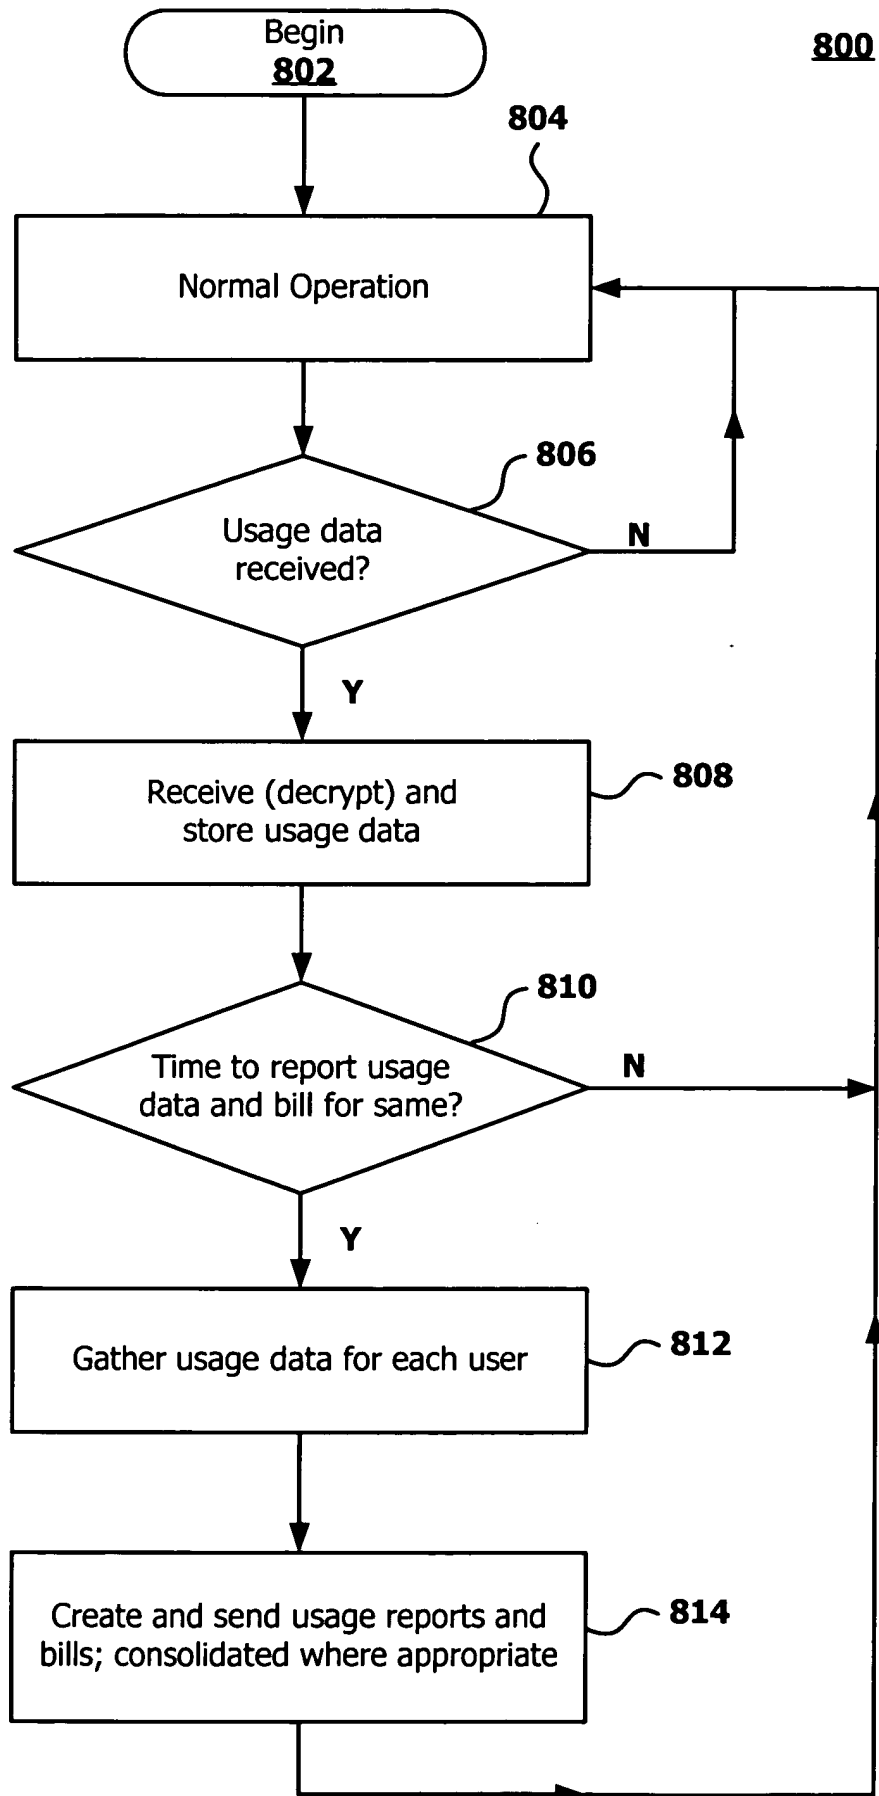 Begin
802
800
804
Normal Operation
806
Usage data
received?
N
Y
Receive (decrypt) and
store usage data
808
810
Time to report usage
data and bill for same?
N
Y
Gather usage data for each user
812
Create and send usage reports and
bills; consolidated where appropriate
814